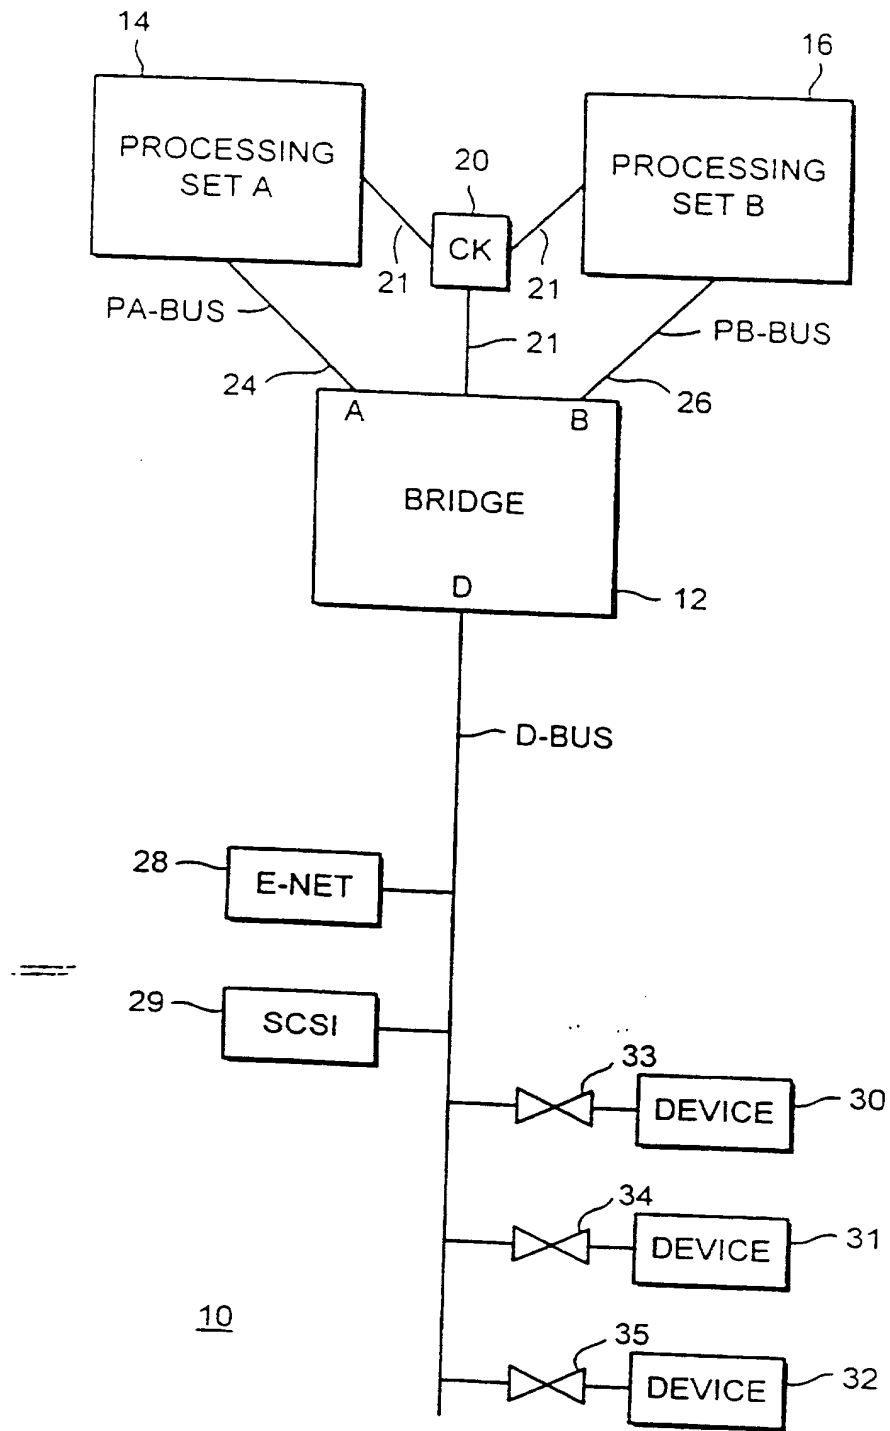 14
16
PROCESSING
SET A
20
PROCESSING
SET B
CK
21
21
PA-BUS
21
PB-BUS
24
26
A
B
BRIDGE
D
12
D-BUS
28
E-NET
29
SCSI
33
DEVICE
30
34
DEVICE
31
10
35
DEVICE
32